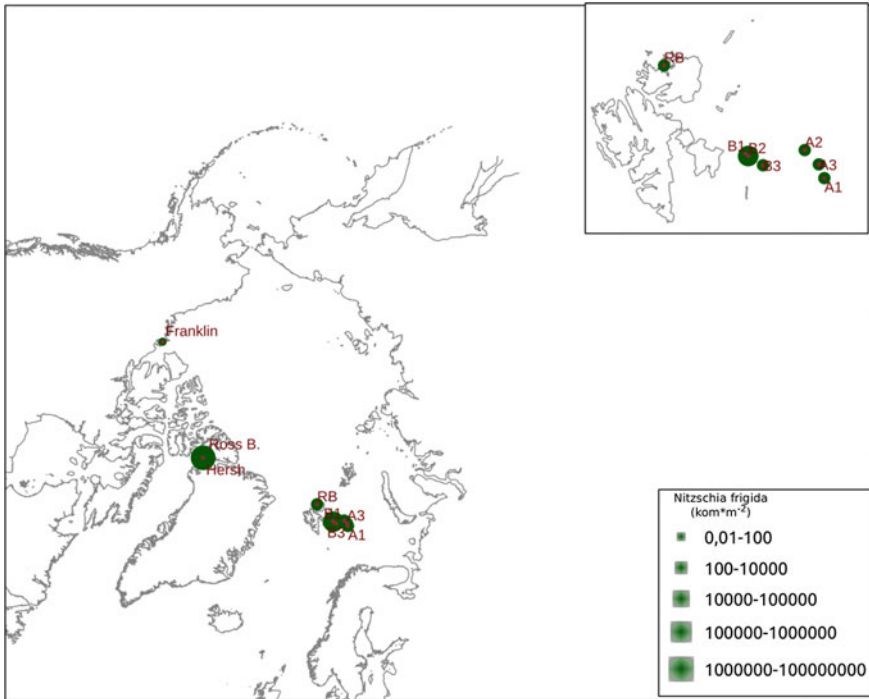 RB
B1 B2
B3
A2
A3
A1
Franklin
Ross B.
Hersh
RB
B1
A3
B3
A1
Nitzschia frigida
(kom*m⁻²)
0,01-100
100-10000
10000-100000
100000-1000000
1000000-100000000